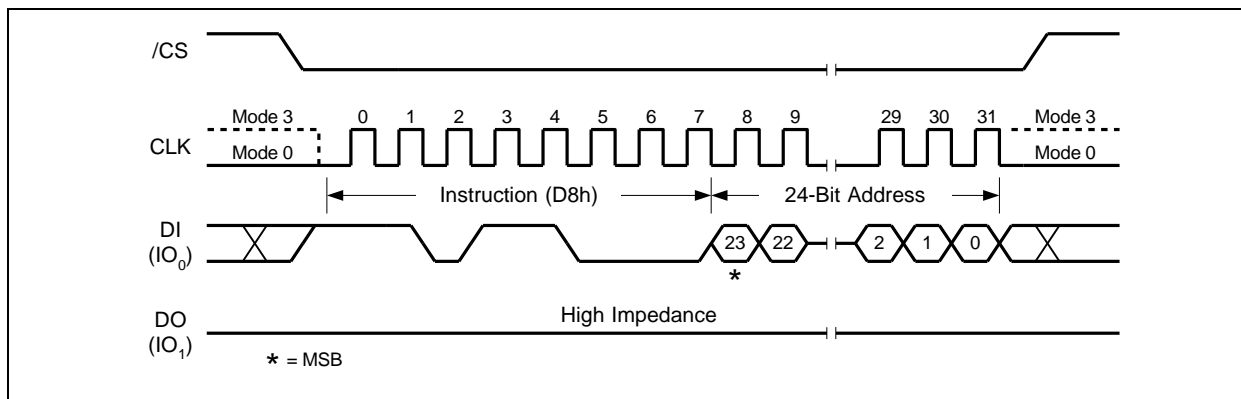 /CS
Mode 3 0 1 2 3 4 5 6 7 8 9 29 30 31 Mode 3
CLK
Mode 0 Mode 0
Instruction (D8h) 24-Bit Address
DI
(IO0)
23 22 2 1 0
*
High Impedance
DO
(IO1)
* = MSB